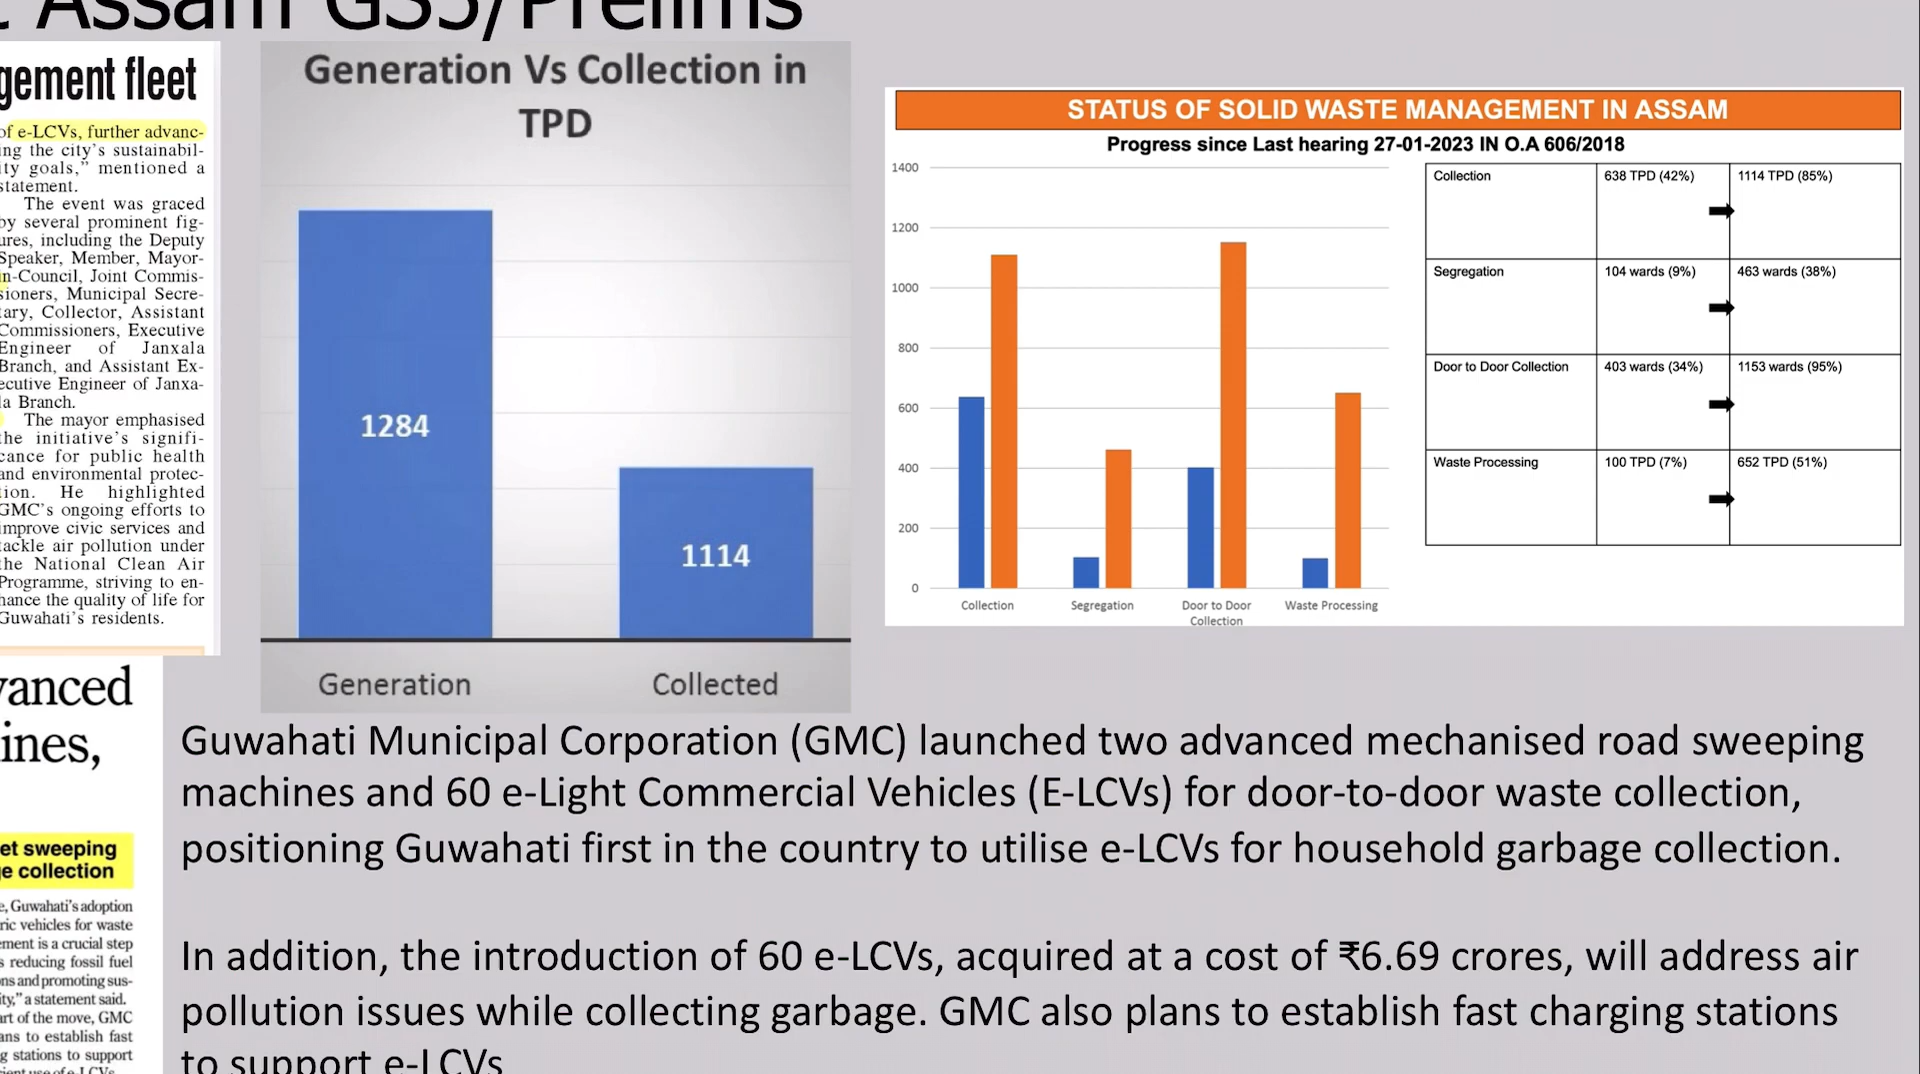 Assam GS5/Prelims
gement fleet
of e-LCVs, further advanc-
ing the city's sustainabil-
ity goals,” mentioned a
statement.
The event was graced
by several prominent fig-
ures, including the Deputy
Speaker, Member, Mayor-
in-Council, Joint Commis-
sioners, Municipal Secre-
tary, Collector, Assistant
Commissioners, Executive
Engineer of Janxala
Branch, and Assistant Ex-
ecutive Engineer of Janxa-
la Branch.
The mayor emphasised
the initiative's signifi-
cance for public health
and environmental protec-
tion. He highlighted
GMC's ongoing efforts to
improve civic services and
tackle air pollution under
the National Clean Air
Programme, striving to en-
hance the quality of life for
Guwahati's residents.
Generation Vs Collection in
TPD
1284
1114
Generation Collected
STATUS OF SOLID WASTE MANAGEMENT IN ASSAM
Progress since Last hearing 27-01-2023 IN O.A 606/2018
1400
1200
1000
800
600
400
200
0
Collection Segregation Door to Door Waste Processing
Collection
Collection 638 TPD (42%) 1114 TPD (85%)
Segregation 104 wards (9%) 463 wards (38%)
Door to Door Collection 403 wards (34%) 1153 wards (95%)
Waste Processing 100 TPD (7%) 652 TPD (51%)
vanced
ines,
et sweeping
e collection
e, Guwahati's adoption
ric vehicles for waste
ement is a crucial step
s reducing fossil fuel
ns and promoting sus-
ity,” a statement said.
art of the move, GMC
ans to establish fast
g stations to support
cient use of e-LCVs.
Guwahati Municipal Corporation (GMC) launched two advanced mechanised road sweeping
machines and 60 e-Light Commercial Vehicles (E-LCVs) for door-to-door waste collection,
positioning Guwahati first in the country to utilise e-LCVs for household garbage collection.
In addition, the introduction of 60 e-LCVs, acquired at a cost of ₹6.69 crores, will address air
pollution issues while collecting garbage. GMC also plans to establish fast charging stations
to support e-LCVs